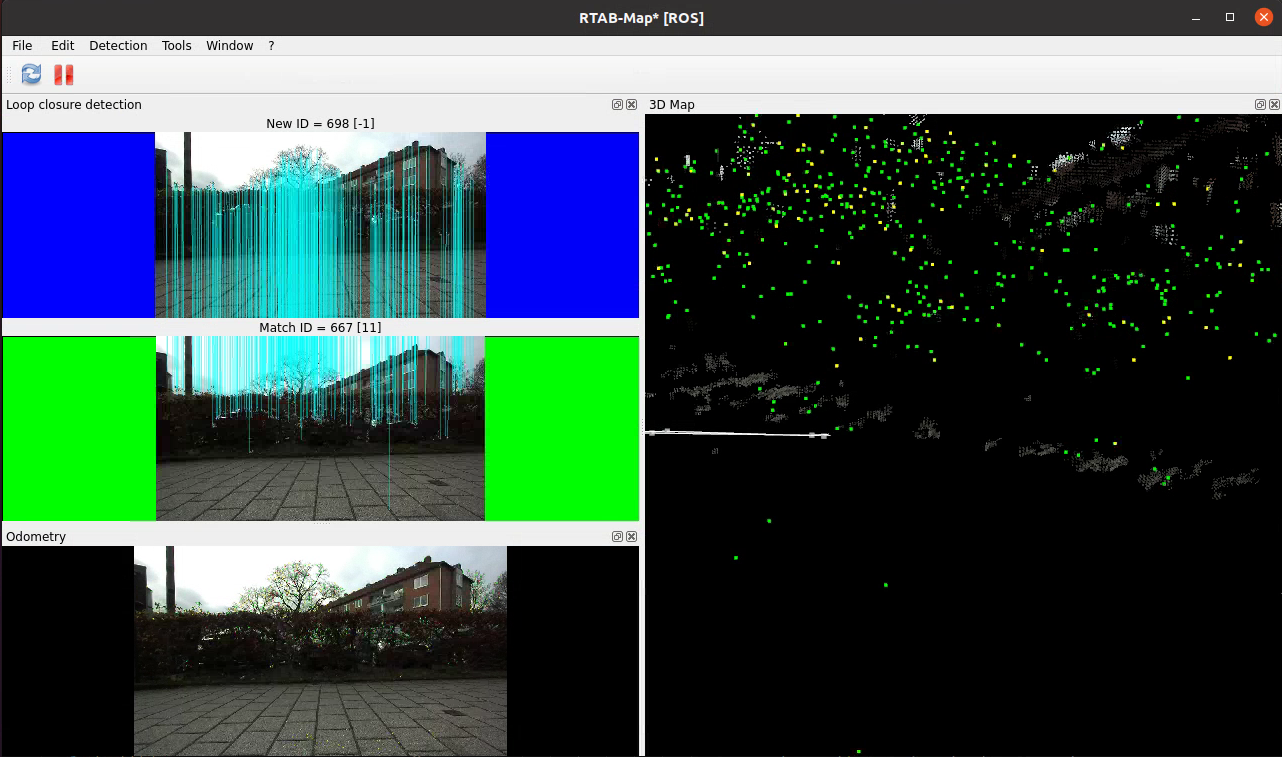 RTAB-Map* [ROS]
File Edit Detection Tools Window ?
Loop closure detection
New ID = 698 [-1]
Match ID = 667 [11]
Odometry
3D Map